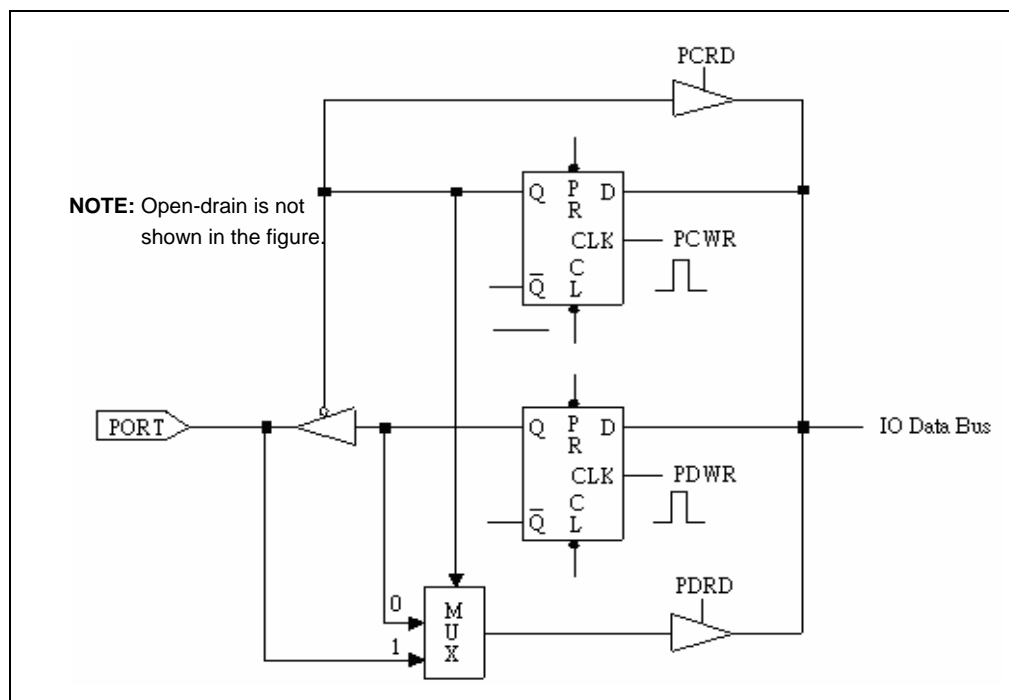 PCRD
NOTE: Open-drain is not
shown in the figure.
Q P R D
CLK PCWR
Q̅ C L
PORT
Q P R D
IO Data Bus
CLK PDWR
Q̅ C L
PDRD
0 M U X
1